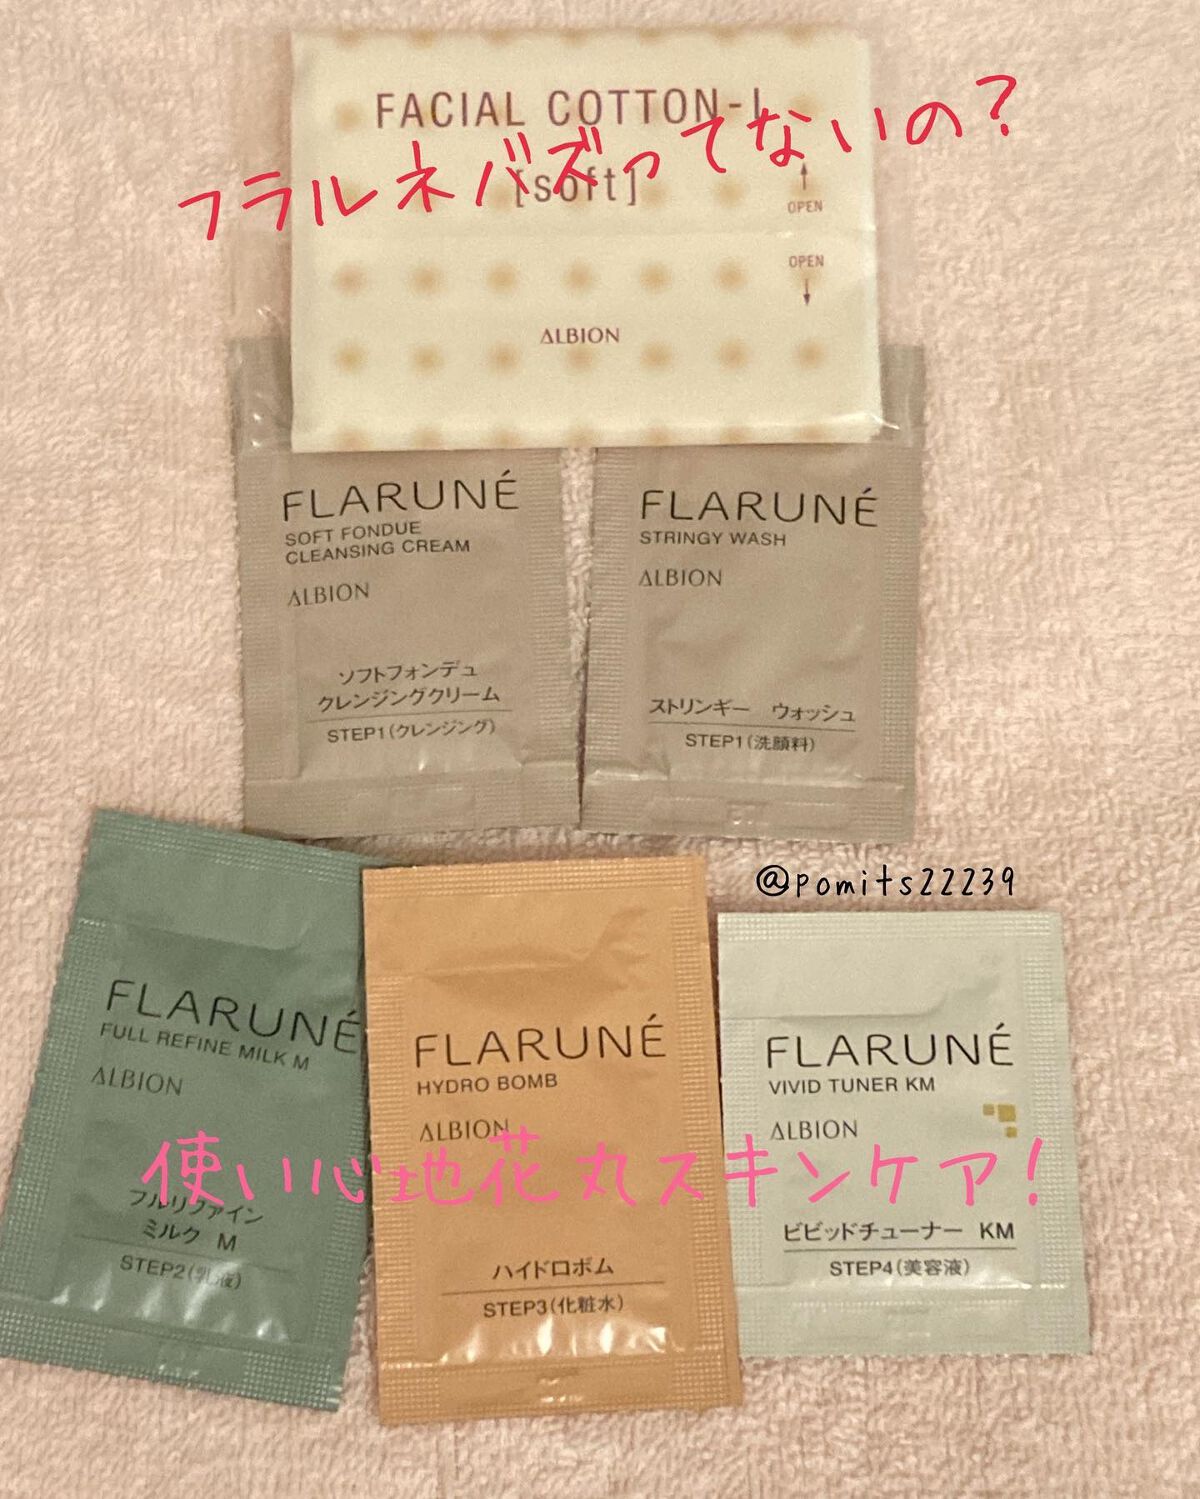 FACIAL COTTON-I
フラルネバズってないの?
[soft]
OPEN
OPEN
ALBION
FLARUNÉ
SOFT FONDUE
CLEANSING CREAM
ALBION
ソフトフォンデュ
クレンジングクリーム
STEP1(クレンジング)
FLARUNÉ
STRINGY WASH
ALBION
ストリンギー ウォッシュ
STEP1(洗顔料)
@pomits22239
FLARUNÉ
FULL REFINE MILK M
ALBION
フルリファイン
ミルク M
STEP2(乳液)
FLARUNÉ
HYDRO BOMB
ALBION
ハイドロボム
STEP3(化粧水)
FLARUNÉ
VIVID TUNER KM
ALBION
ビビッドチューナー KM
STEP4(美容液)
使い心地花丸スキンケア!